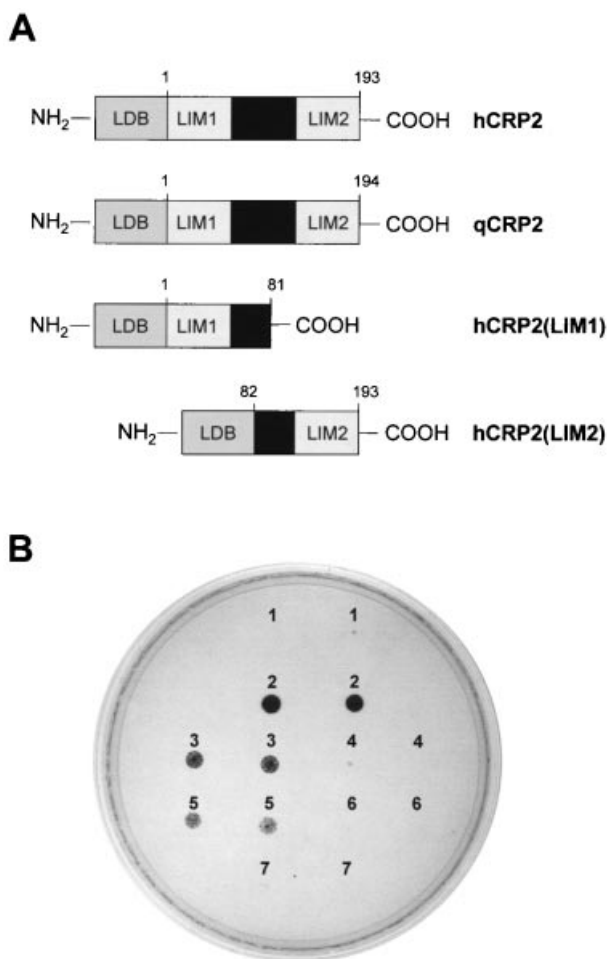 A
1 193
NH2 LDB LIM1 LIM2 COOH hCRP2
1 194
NH2 LDB LIM1 LIM2 COOH qCRP2
1 81
NH2 LDB LIM1 COOH hCRP2(LIM1)
82 193
NH2 LDB LIM2 COOH hCRP2(LIM2)
B
1 1
2 2
3 3 4 4
5 5 6 6
7 7